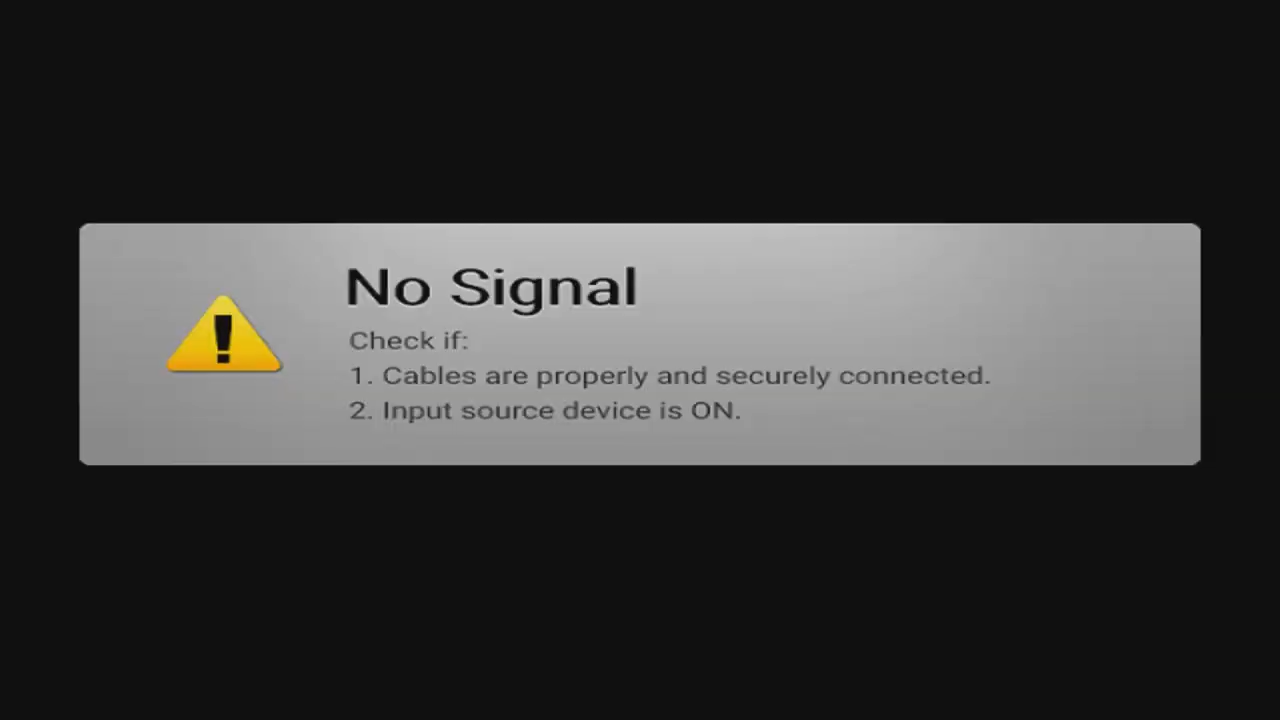 No Signal
Check if:
1. Cables are properly and securely connected.
2. Input source device is ON.